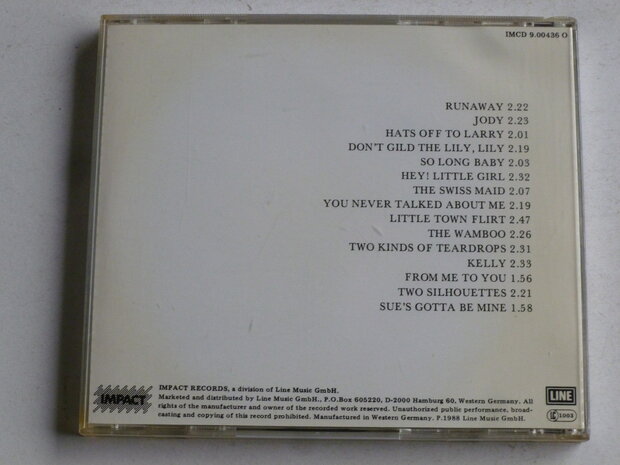 IMCD 9.00436 O
RUNAWAY 2.22
JODY 2.23
HATS OFF TO LARRY 2.01
DON'T GILD THE LILY, LILY 2.19
SO LONG BABY 2.03
HEY! LITTLE GIRL 2.32
THE SWISS MAID 2.07
YOU NEVER TALKED ABOUT ME 2.19
LITTLE TOWN FLIRT 2.47
THE WAMBOO 2.26
TWO KINDS OF TEARDROPS 2.31
KELLY 2.33
FROM ME TO YOU 1.56
TWO SILHOUETTES 2.21
SUE'S GOTTA BE MINE 1.58
IMPACT
IMPACT RECORDS, a division of Line Music GmbH.
Marketed and distributed by Line Music GmbH., P.O.Box 605220, D-2000 Hamburg 60, Western Germany. All
rights of the manufacturer and owner of the recorded work reserved. Unauthorized public performance, broad-
casting and copying of this record prohibited. Manufactured in Western Germany. P.1988 Line Music GmbH.
LINE
LC 1003